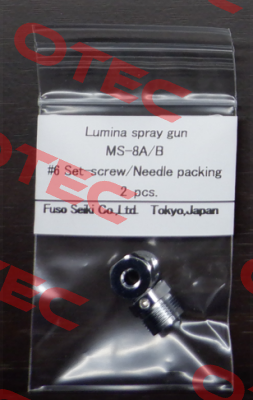 Lumina spray gun
MS-8A/B
#6 Set-screw/Needle packing
2 pcs.
Fuso Seiki Co.,Ltd. Tokyo,Japan
OTEC
OTEC
OTEC